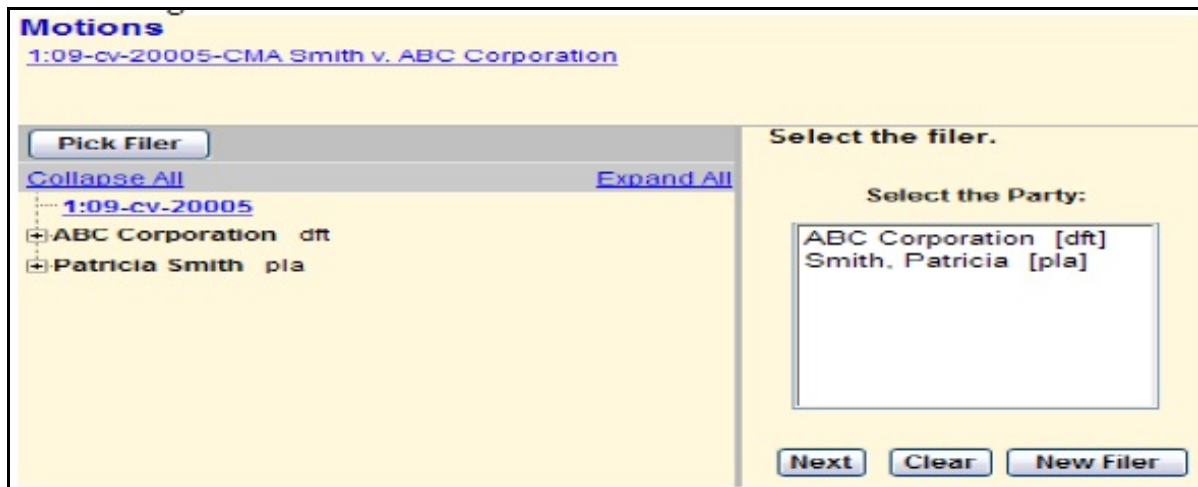 Motions
1:09-cv-20005-CMA Smith v. ABC Corporation
Pick Filer
Collapse All Expand All
1:09-cv-20005
ABC Corporation dft
Patricia Smith pla
Select the filer.
Select the Party:
ABC Corporation [dft]
Smith, Patricia [pla]
Next Clear New Filer